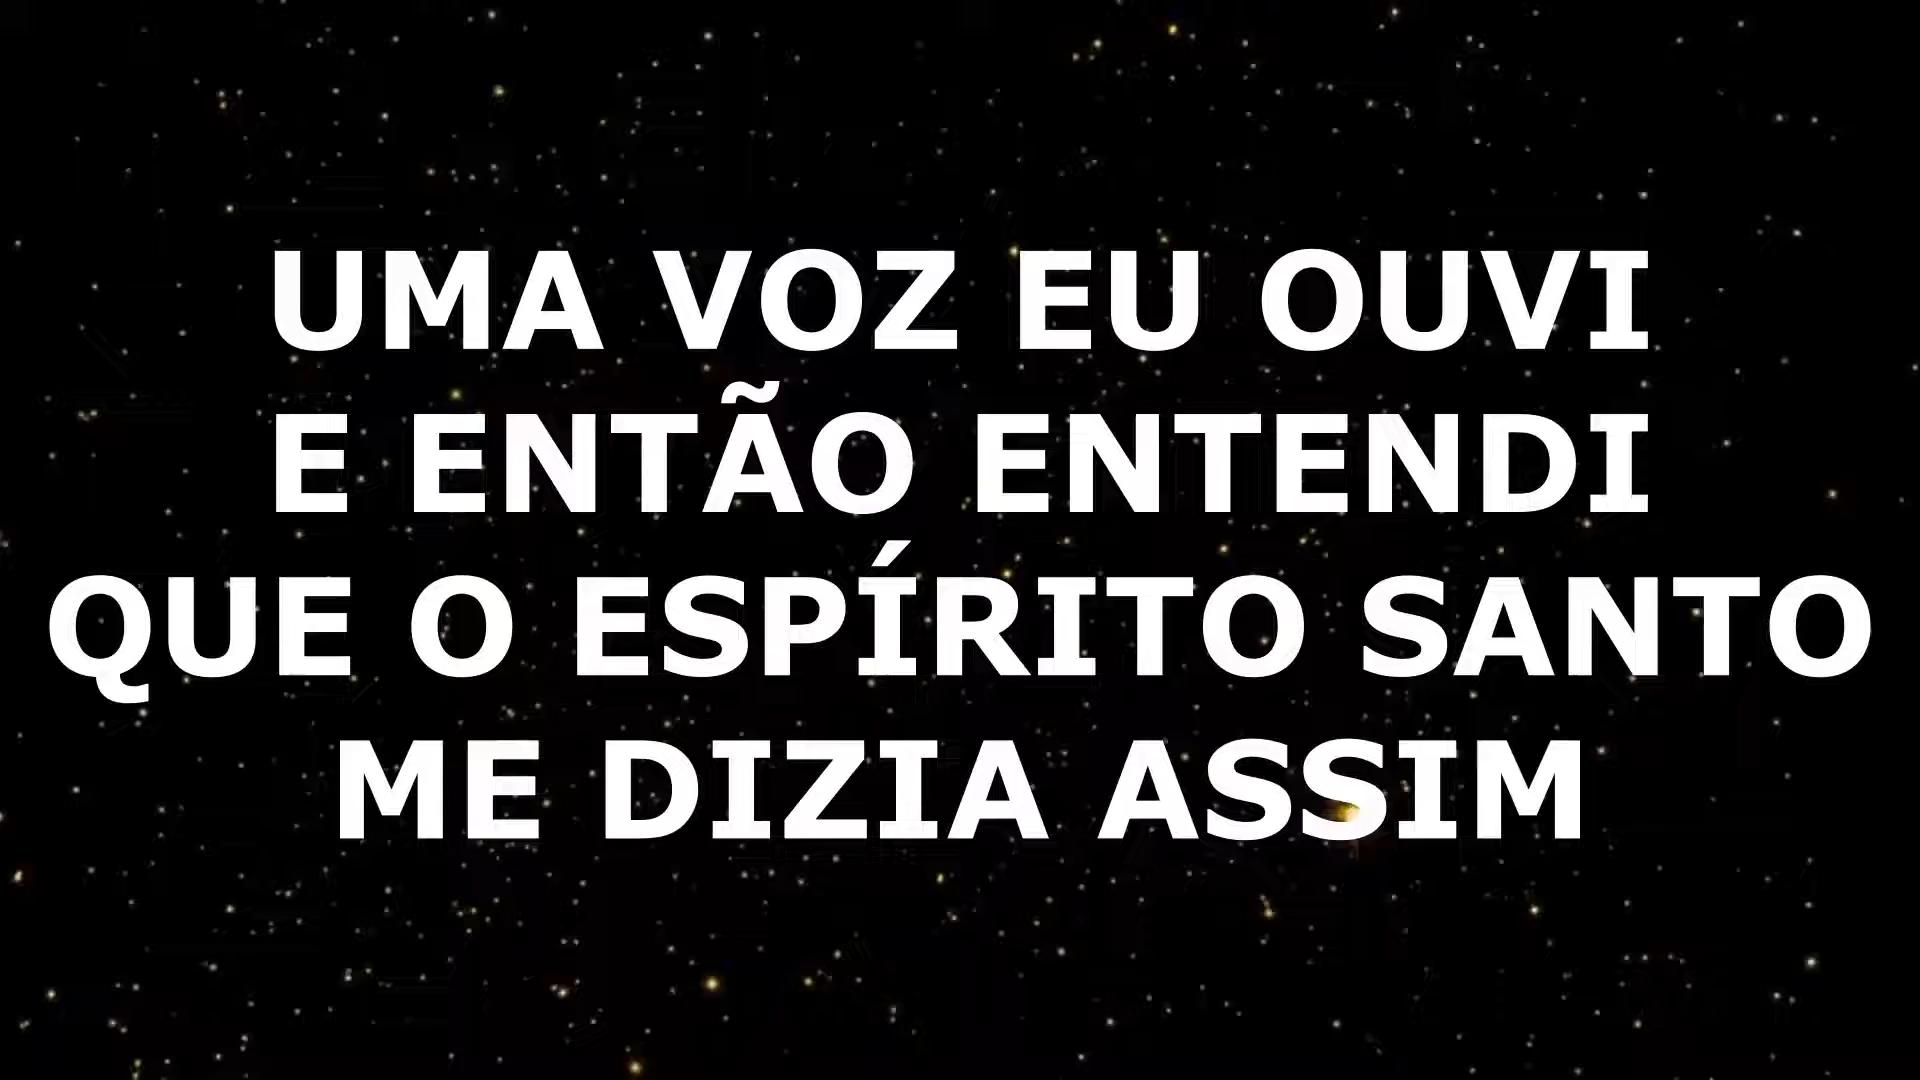 UMA VOZ EU OUVI
E ENTÃO ENTENDI
QUE O ESPÍRITO SANTO
ME DIZIA ASSIM